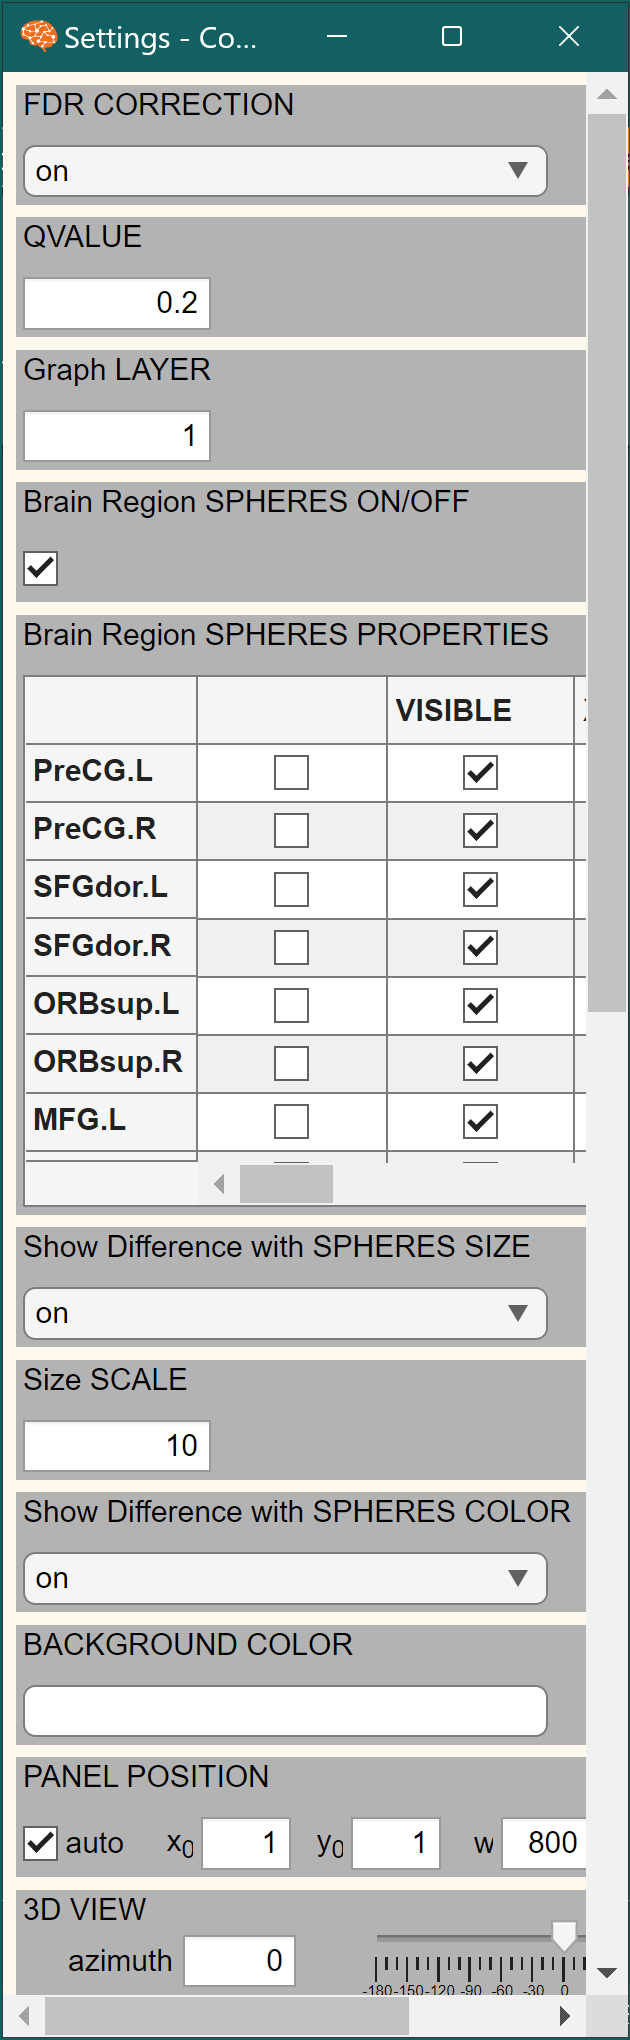 Settings - Co...
FDR CORRECTION
on
QVALUE
0.2
Graph LAYER
1
Brain Region SPHERES ON/OFF
Brain Region SPHERES PROPERTIES
VISIBLE
PreCG.L
PreCG.R
SFGdor.L
SFGdor.R
ORBsup.L
ORBsup.R
MFG.L
Show Difference with SPHERES SIZE
on
Size SCALE
10
Show Difference with SPHERES COLOR
on
BACKGROUND COLOR
PANEL POSITION
auto x0 1 y0 1 w 800
3D VIEW
azimuth 0
-180 -150 -120 -90 -60 -30 0